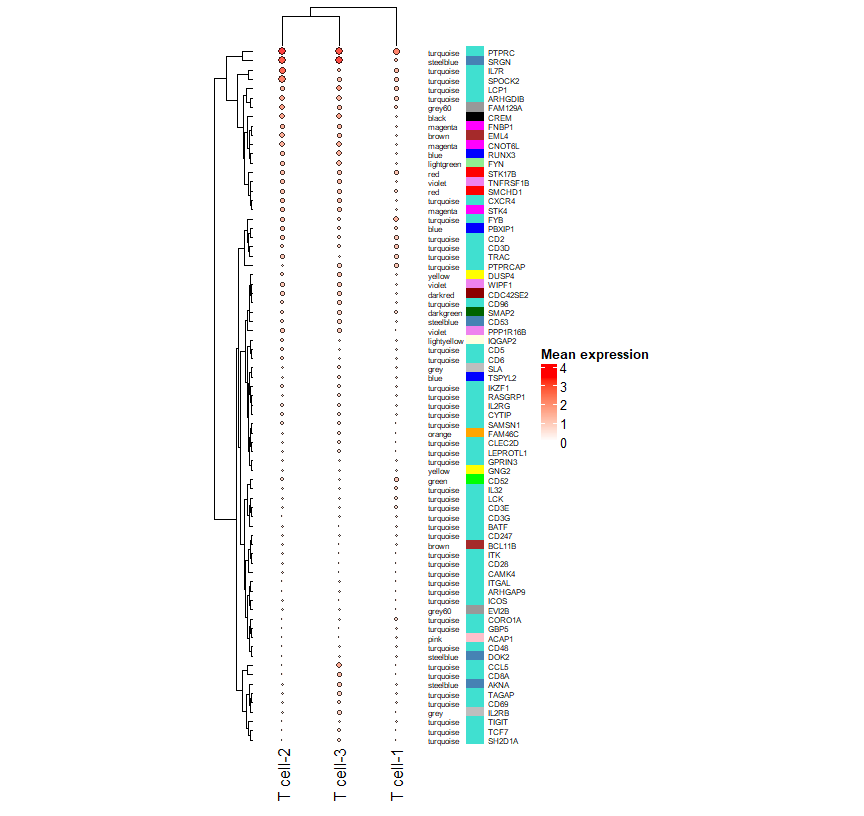 turquoise PTPRC
steelblue SRGN
turquoise IL7R
turquoise SPOCK2
turquoise LCP1
turquoise ARHGDIB
grey60 FAM129A
black CREM
magenta FNBP1
brown EML4
magenta CNOT6L
blue RUNX3
lightgreen FYN
red STK17B
violet TNFRSF1B
red SMCHD1
turquoise CXCR4
magenta STK4
turquoise FYB
blue PBXIP1
turquoise CD2
turquoise CD3D
turquoise TRAC
turquoise PTPRCAP
yellow DUSP4
violet WIPF1
darkred CDC42SE2
turquoise CD96
darkgreen SMAP2
steelblue CD53
violet PPP1R16B
lightyellow IQGAP2
turquoise CD5
turquoise CD6
grey SLA
blue TSPYL2
turquoise IKZF1
turquoise RASGRP1
turquoise IL2RG
turquoise CYTIP
turquoise SAMSN1
orange FAM46C
turquoise CLEC2D
turquoise LEPROTL1
turquoise GPRIN3
yellow GNG2
green CD52
turquoise IL32
turquoise LCK
turquoise CD3E
turquoise CD3G
turquoise BATF
turquoise CD247
brown BCL11B
turquoise ITK
turquoise CD28
turquoise CAMK4
turquoise ITGAL
turquoise ARHGAP9
turquoise ICOS
grey60 EVI2B
turquoise CORO1A
turquoise GBP5
pink ACAP1
turquoise CD48
steelblue DOK2
turquoise CCL5
turquoise CD8A
steelblue AKNA
turquoise TAGAP
turquoise CD69
grey IL2RB
turquoise TIGIT
turquoise TCF7
turquoise SH2D1A
Mean expression
4
3
2
1
0
T cell-2
T cell-3
T cell-1